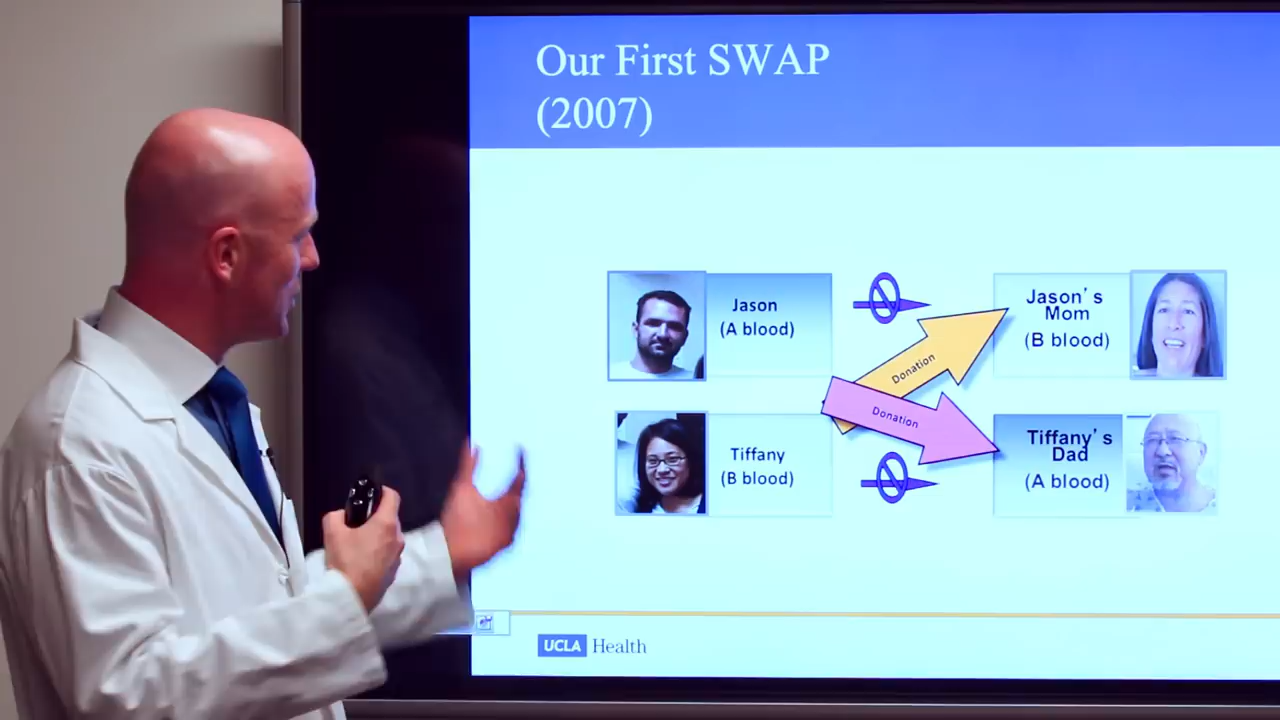 Our First SWAP
(2007)
Jason
(A blood)
Jason's
Mom
(B blood)
Donation
Donation
Tiffany
(B blood)
Tiffany's
Dad
(A blood)
UCLA Health